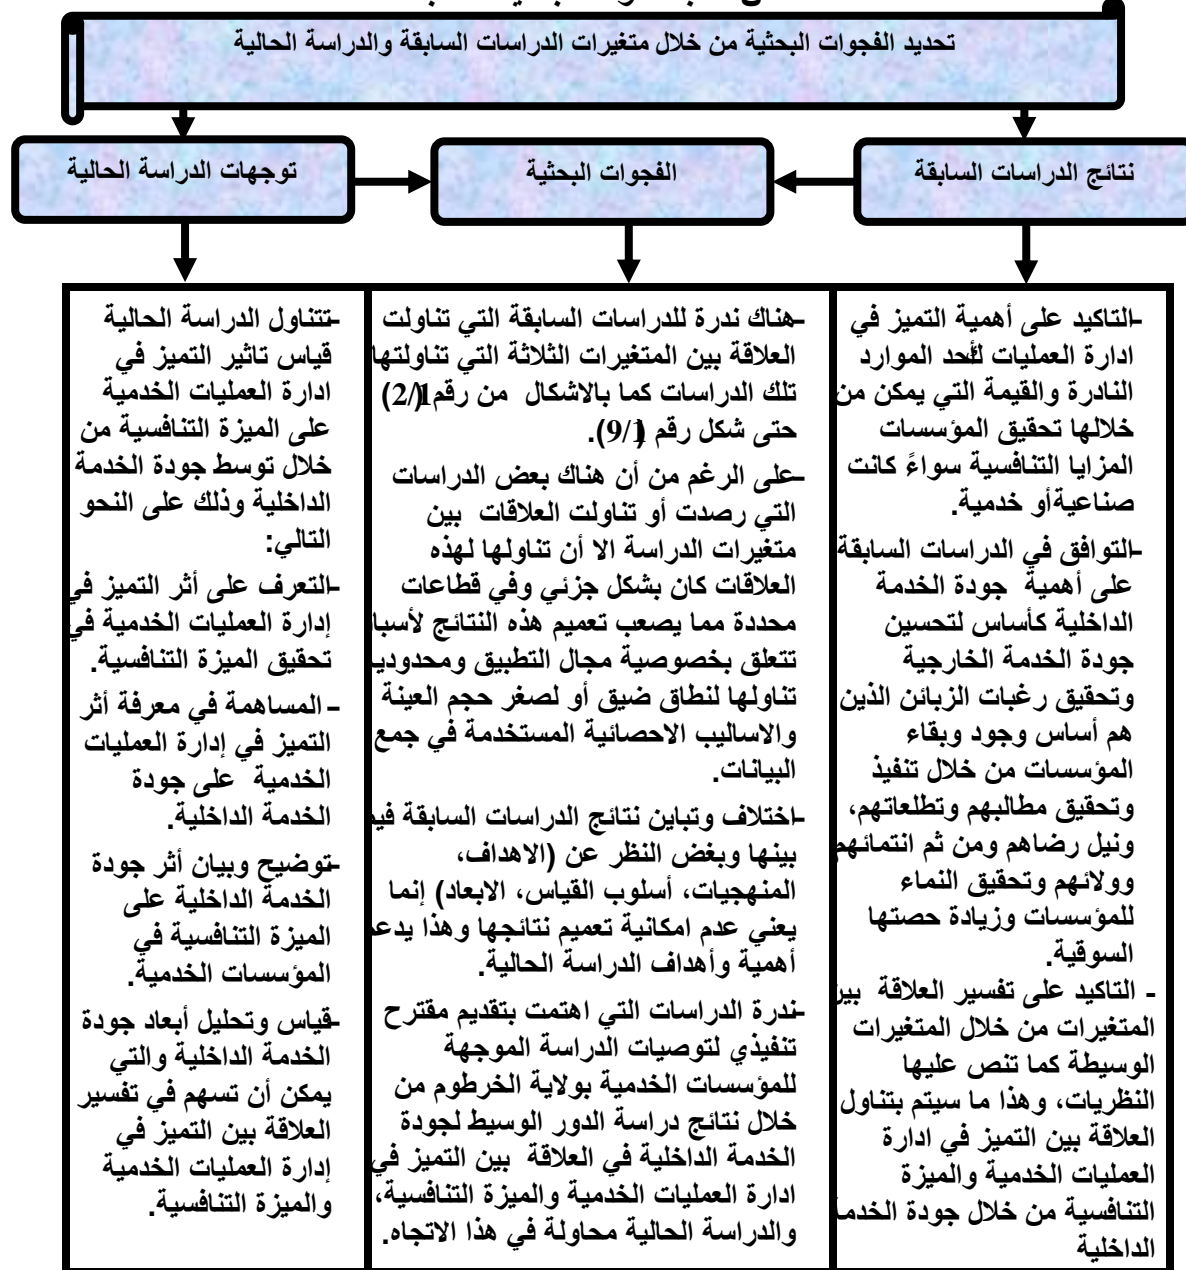 تحديد الفجوات البحثية من خلال متغيرات الدراسات السابقة والدراسة الحالية
نتائج الدراسات السابقة
الفجوات البحثية
توجهات الدراسة الحالية
-التاكيد على أهمية التميز في
ادارة العمليات كأحد الموارد
النادرة والقيمة التي يمكن من
خلالها تحقيق المؤسسات
المزايا التنافسية سواءً كانت
صناعية أو خدمية.
-التوافق في الدراسات السابقة
على أهمية جودة الخدمة
الداخلية كأساس لتحسين
جودة الخدمة الخارجية
وتحقيق رغبات الزبائن الذين
هم أساس وجود وبقاء
المؤسسات من خلال تنفيذ
وتحقيق مطالبهم وتطلعاتهم،
ونيل رضاهم ومن ثم انتمائهم
وولائهم وتحقيق النماء
للمؤسسات وزيادة حصتها
السوقية.
- التاكيد على تفسير العلاقة بين
المتغيرات من خلال المتغيرات
الوسيطة كما تنص عليها
النظريات، وهذا ما سيتم بتناول
العلاقة بين التميز في ادارة
العمليات الخدمية والميزة
التنافسية من خلال جودة الخدمة
الداخلية
-هناك ندرة للدراسات السابقة التي تناولت
العلاقة بين المتغيرات الثلاثة التي تناولتها
تلك الدراسات كما بالاشكال من رقم (2/1)
حتى شكل رقم (9/1).
-على الرغم من أن هناك بعض الدراسات
التي رصدت أو تناولت العلاقات بين
متغيرات الدراسة الا أن تناولها لهذه
العلاقات كان بشكل جزئي وفي قطاعات
محددة مما يصعب تعميم هذه النتائج لأسبا
تتعلق بخصوصية مجال التطبيق ومحدودية
تناولها لنطاق ضيق أو لصغر حجم العينة
والاساليب الاحصائية المستخدمة في جمع
البيانات.
-اختلاف وتباين نتائج الدراسات السابقة فيم
بينها وبغض النظر عن (الاهداف،
المنهجيات، أسلوب القياس، الابعاد) إنما
يعني عدم امكانية تعميم نتائجها وهذا يدعم
أهمية وأهداف الدراسة الحالية.
-ندرة الدراسات التي اهتمت بتقديم مقترح
تنفيذي لتوصيات الدراسة الموجهة
للمؤسسات الخدمية بولاية الخرطوم من
خلال نتائج دراسة الدور الوسيط لجودة
الخدمة الداخلية في العلاقة بين التميز في
ادارة العمليات الخدمية والميزة التنافسية،
والدراسة الحالية محاولة في هذا الاتجاه.
-تتناول الدراسة الحالية
قياس تاثير التميز في
ادارة العمليات الخدمية
على الميزة التنافسية من
خلال توسط جودة الخدمة
الداخلية وذلك على النحو
التالي:
-التعرف على أثر التميز في
إدارة العمليات الخدمية في
تحقيق الميزة التنافسية.
- المساهمة في معرفة أثر
التميز في إدارة العمليات
الخدمية على جودة
الخدمة الداخلية.
-توضيح وبيان أثر جودة
الخدمة الداخلية على
الميزة التنافسية في
المؤسسات الخدمية.
-قياس وتحليل أبعاد جودة
الخدمة الداخلية والتي
يمكن أن تسهم في تفسير
العلاقة بين التميز في
إدارة العمليات الخدمية
والميزة التنافسية.